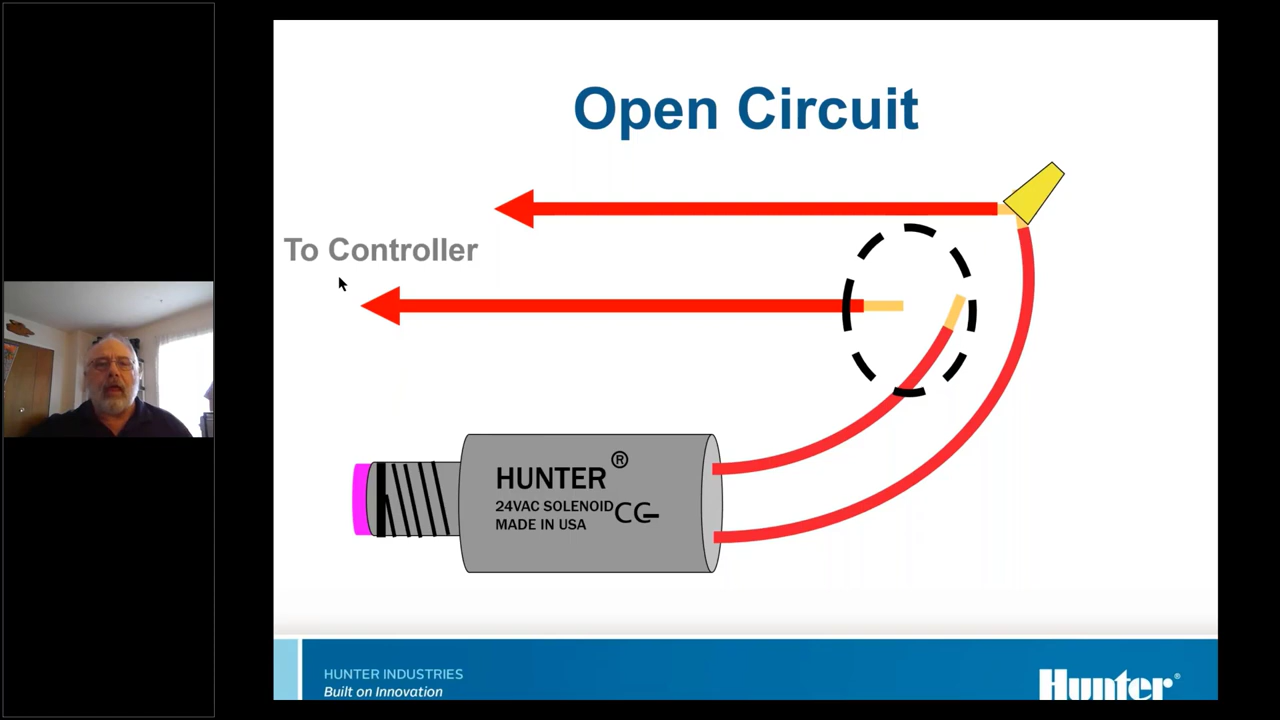 Open Circuit
To Controller
HUNTER ®
24VAC SOLENOID CE
MADE IN USA
HUNTER INDUSTRIES
Built on Innovation
Hunter®